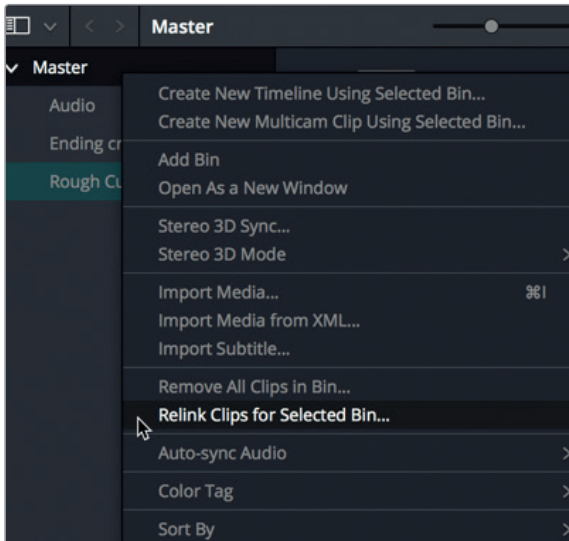 Master
Master
Audio
Ending cr
Rough Cu
Create New Timeline Using Selected Bin...
Create New Multicam Clip Using Selected Bin...
Add Bin
Open As a New Window
Stereo 3D Sync...
Stereo 3D Mode
Import Media... ⌘I
Import Media from XML...
Import Subtitle...
Remove All Clips in Bin...
Relink Clips for Selected Bin...
Auto-sync Audio
Color Tag
Sort By